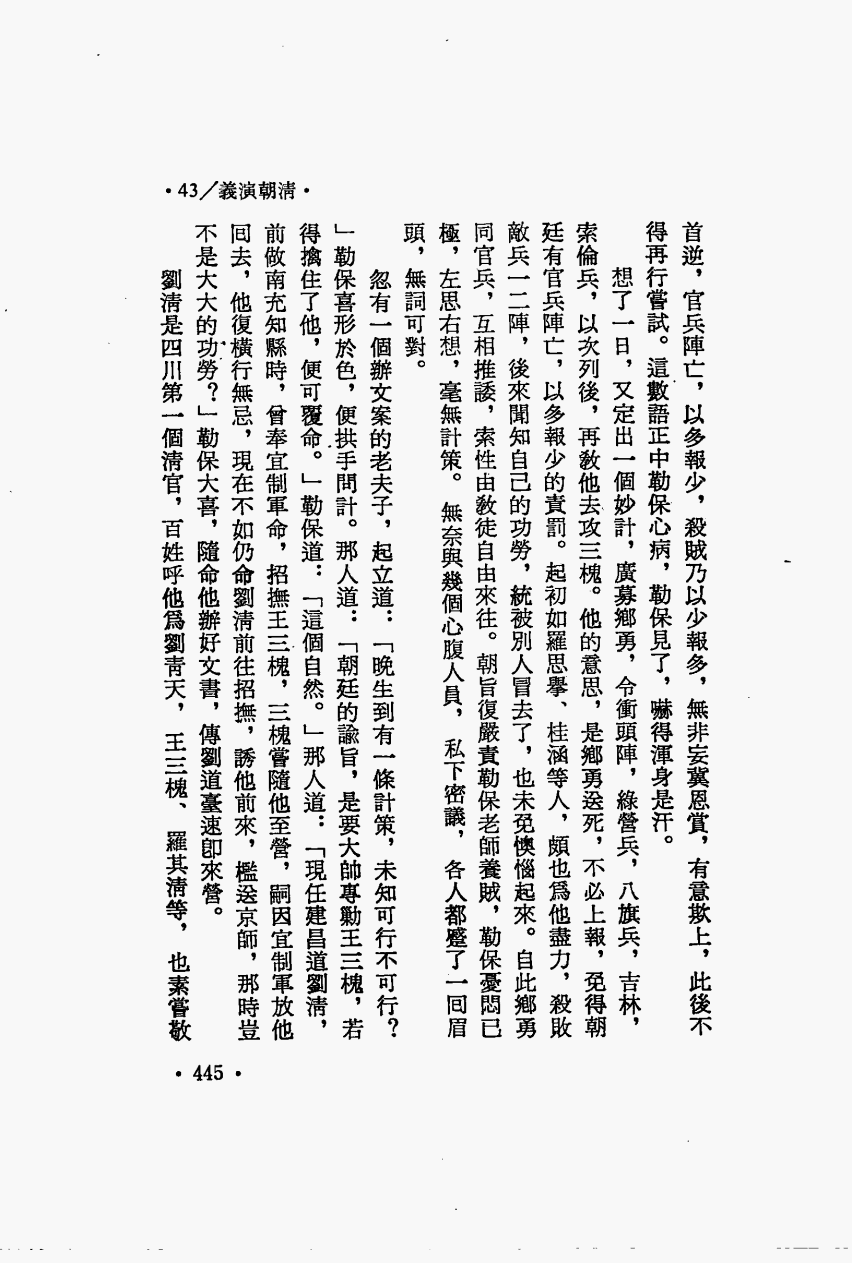 •43／義演朝清•
首逆，官兵陣亡，以多報少，殺賊乃以少報多，無非妄冀恩賞，有意欺上，此後不
得再行嘗試。這數語正中勒保心病，勒保見了，嚇得渾身是汗。
想了一日，又定出一個妙計，廣募鄉勇，令衝頭陣，綠營兵，八旗兵，吉林，
索倫兵，以次列後，再教他去攻三槐。他的意思，是鄉勇送死，不必上報，免得朝
廷有官兵陣亡，以多報少的責罰。起初如羅思舉、桂涵等人，頗也爲他盡力，殺敗
敵兵一二陣，後來聞知自己的功勞，統被別人冒去了，也未免懊惱起來。自此鄉勇
同官兵，互相推諉，索性由教徒自由來往。朝旨復嚴責勒保老師養賊，勒保憂悶已
極，左思右想，毫無計策。無奈與幾個心腹人員，私下密議，各人都蹙了一回眉
頭，無詞可對。
忽有一個辦文案的老夫子，起立道：「晚生到有一條計策，未知可行不可行？
」勒保喜形於色，便拱手問計。那人道：「朝廷的諭旨，是要大帥專勦王三槐，若
得擒住了他，便可覆命。」勒保道：「這個自然。」那人道：「現任建昌道劉清，
前做南充知縣時，曾奉宜制軍命，招撫王三槐，三槐嘗隨他至營，嗣因宜制軍放他
回去，他復橫行無忌，現在不如仍命劉清前往招撫，誘他前來，檻送京師，那時豈
不是大大的功勞？」勒保大喜，隨命他辦好文書，傳劉道臺速卽來營。
劉清是四川第一個清官，百姓呼他爲劉青天，王三槐、羅其清等，也素嘗敬
•445•